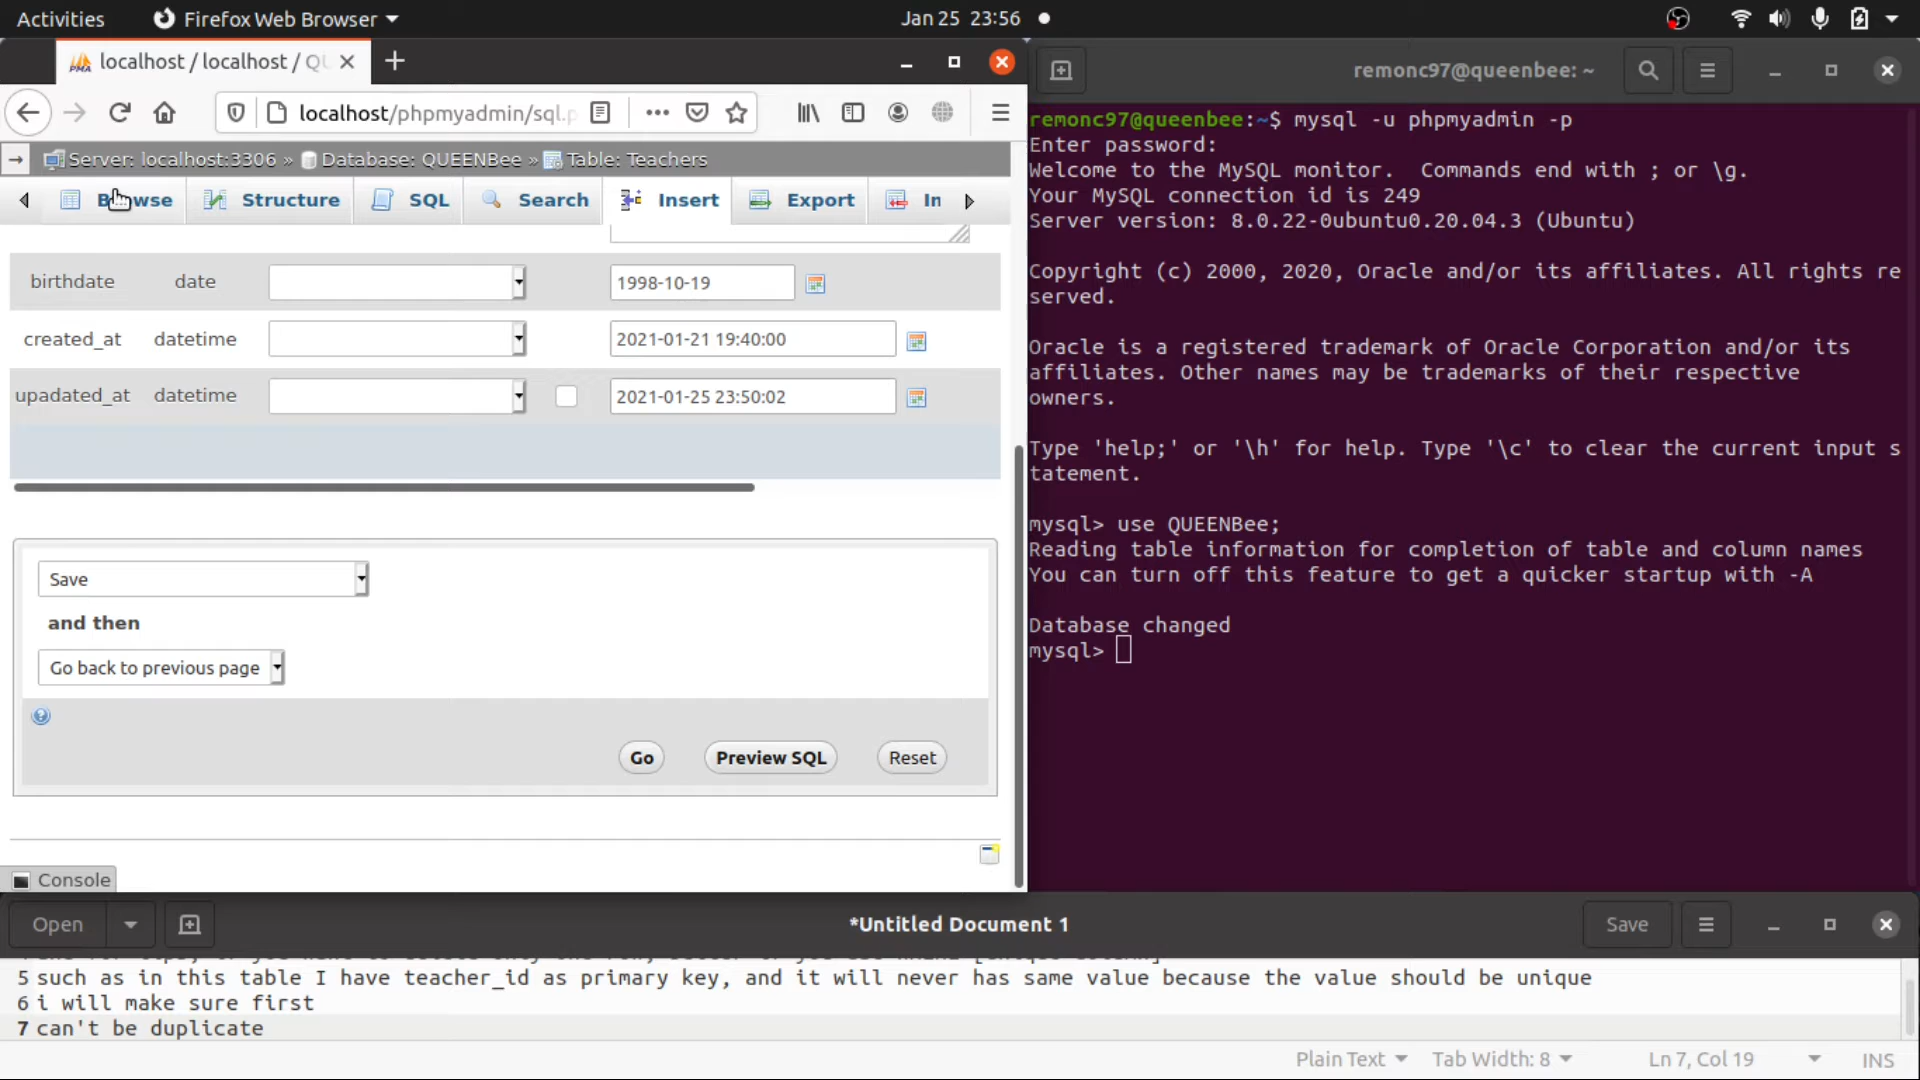 Activities Firefox Web Browser Jan 25 23:56
localhost / localhost / QU
localhost/phpmyadmin/sql.p
Server: localhost:3306 » Database: QUEENBee » Table: Teachers
Browse Structure SQL Search Insert Export In
birthdate date 1998-10-19
created_at datetime 2021-01-21 19:40:00
upadated_at datetime 2021-01-25 23:50:02
Save
and then
Go back to previous page
Go Preview SQL Reset
Console
remonc97@queenbee: ~
remonc97@queenbee:~$ mysql -u phpmyadmin -p
Enter password:
Welcome to the MySQL monitor.  Commands end with ; or \g.
Your MySQL connection id is 249
Server version: 8.0.22-0ubuntu0.20.04.3 (Ubuntu)
Copyright (c) 2000, 2020, Oracle and/or its affiliates. All rights re
served.
Oracle is a registered trademark of Oracle Corporation and/or its
affiliates. Other names may be trademarks of their respective
owners.
Type 'help;' or '\h' for help. Type '\c' to clear the current input s
tatement.
mysql> use QUEENBee;
Reading table information for completion of table and column names
You can turn off this feature to get a quicker startup with -A
Database changed
mysql>
Open *Untitled Document 1 Save
5 such as in this table I have teacher_id as primary key, and it will never has same value because the value should be unique
6 i will make sure first
7 can't be duplicate
Plain Text Tab Width: 8 Ln 7, Col 19 INS